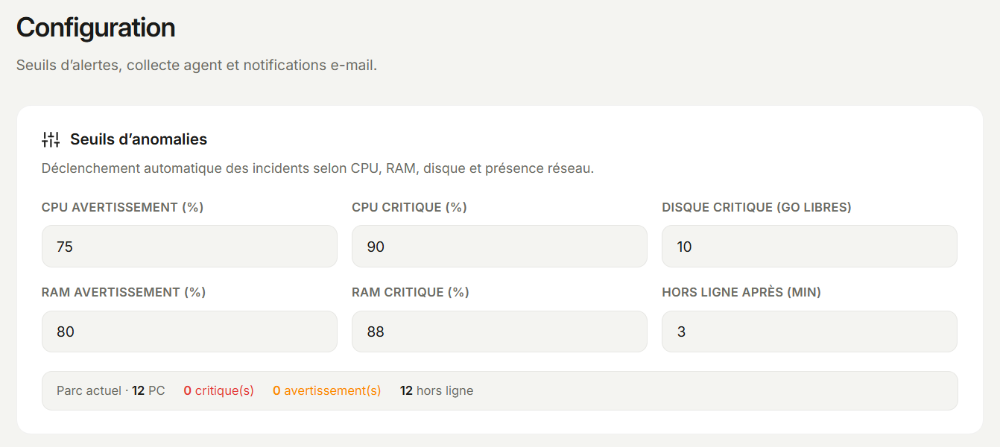 Configuration
Seuils d’alertes, collecte agent et notifications e-mail.
Seuils d’anomalies
Déclenchement automatique des incidents selon CPU, RAM, disque et présence réseau.
CPU AVERTISSEMENT (%) CPU CRITIQUE (%) DISQUE CRITIQUE (GO LIBRES)
75 90 10
RAM AVERTISSEMENT (%) RAM CRITIQUE (%) HORS LIGNE APRÈS (MIN)
80 88 3
Parc actuel · 12 PC 0 critique(s) 0 avertissement(s) 12 hors ligne